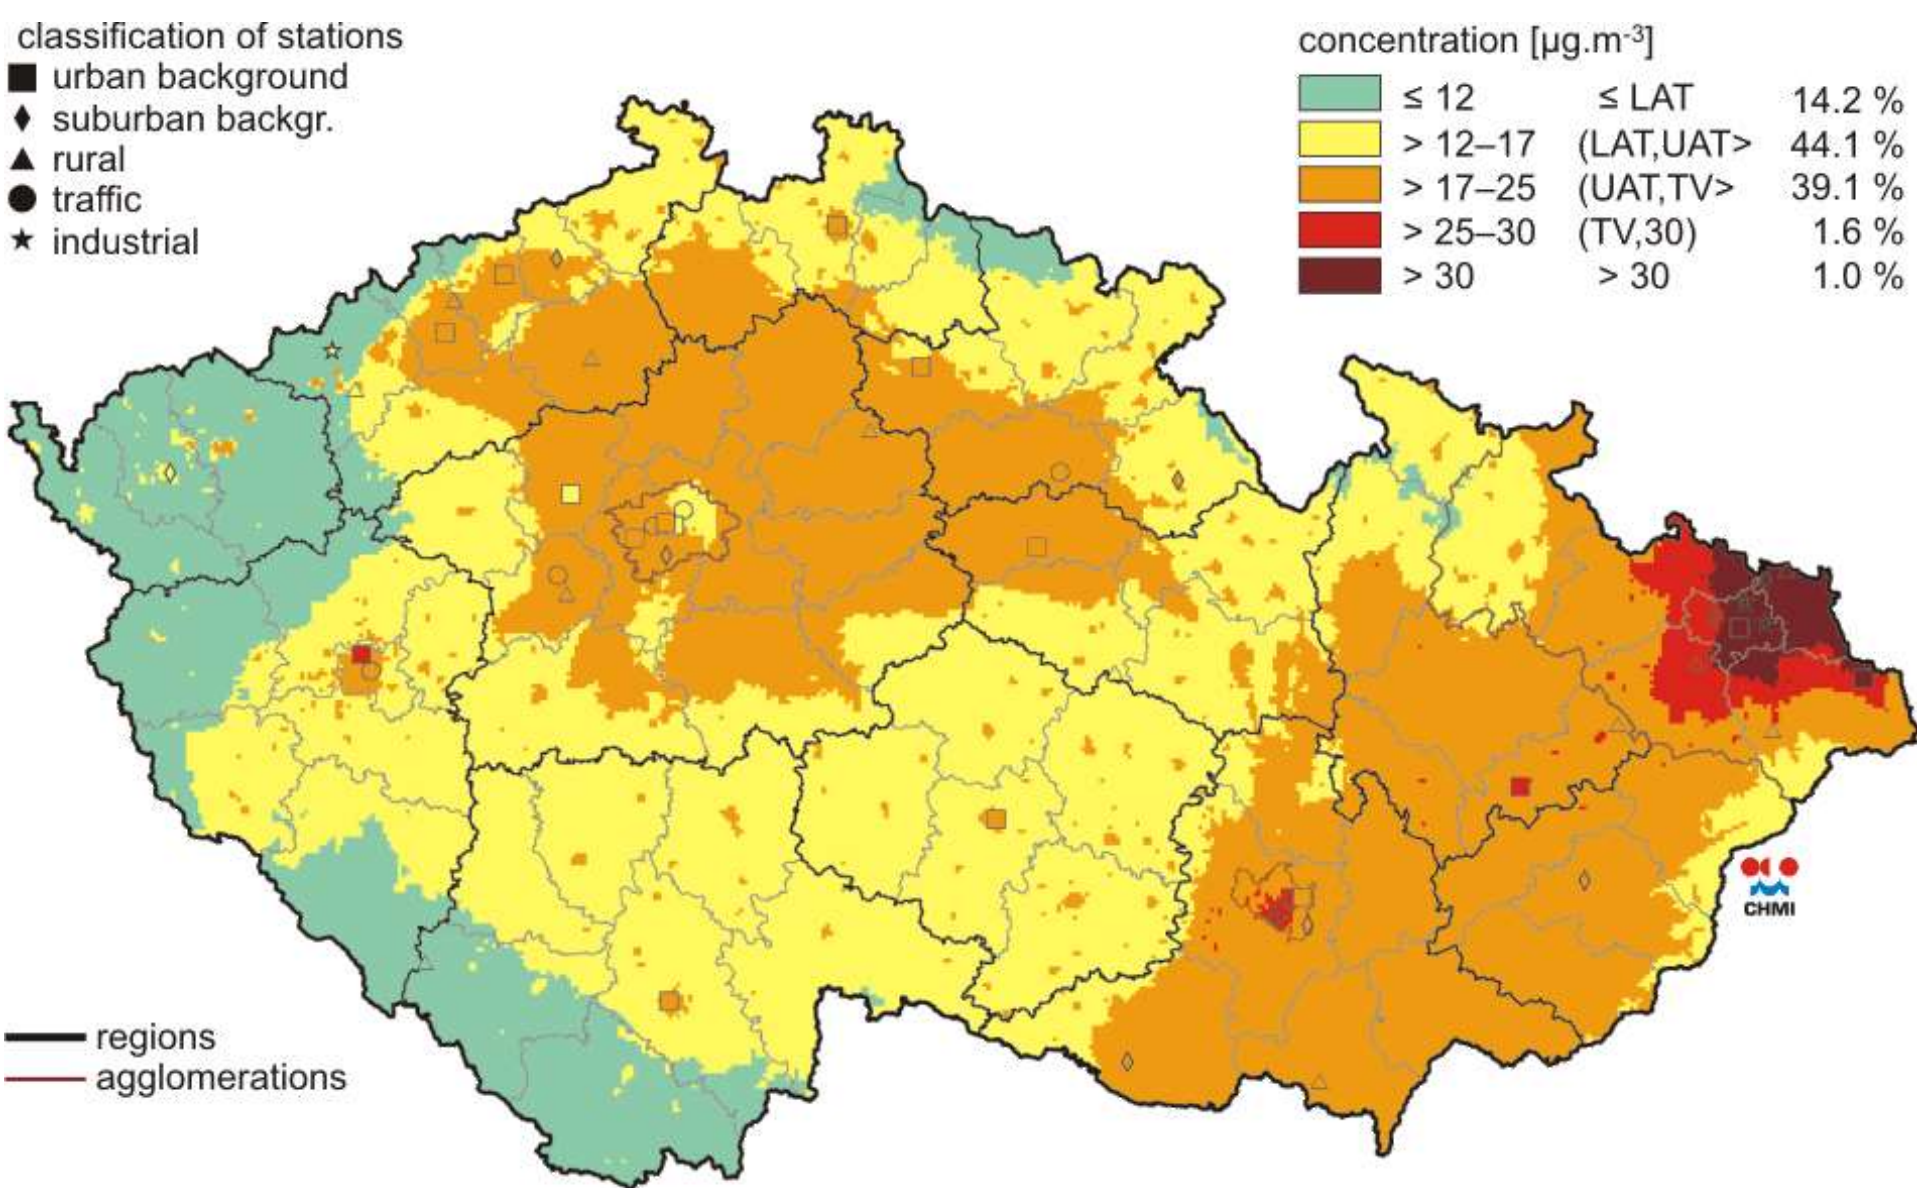 classification of stations
urban background
suburban backgr.
rural
traffic
industrial
concentration [µg.m-3]
≤ 12 ≤ LAT 14.2 %
> 12–17 (LAT,UAT> 44.1 %
> 17–25 (UAT,TV> 39.1 %
> 25–30 (TV,30) 1.6 %
> 30 > 30 1.0 %
CHMI
regions
agglomerations